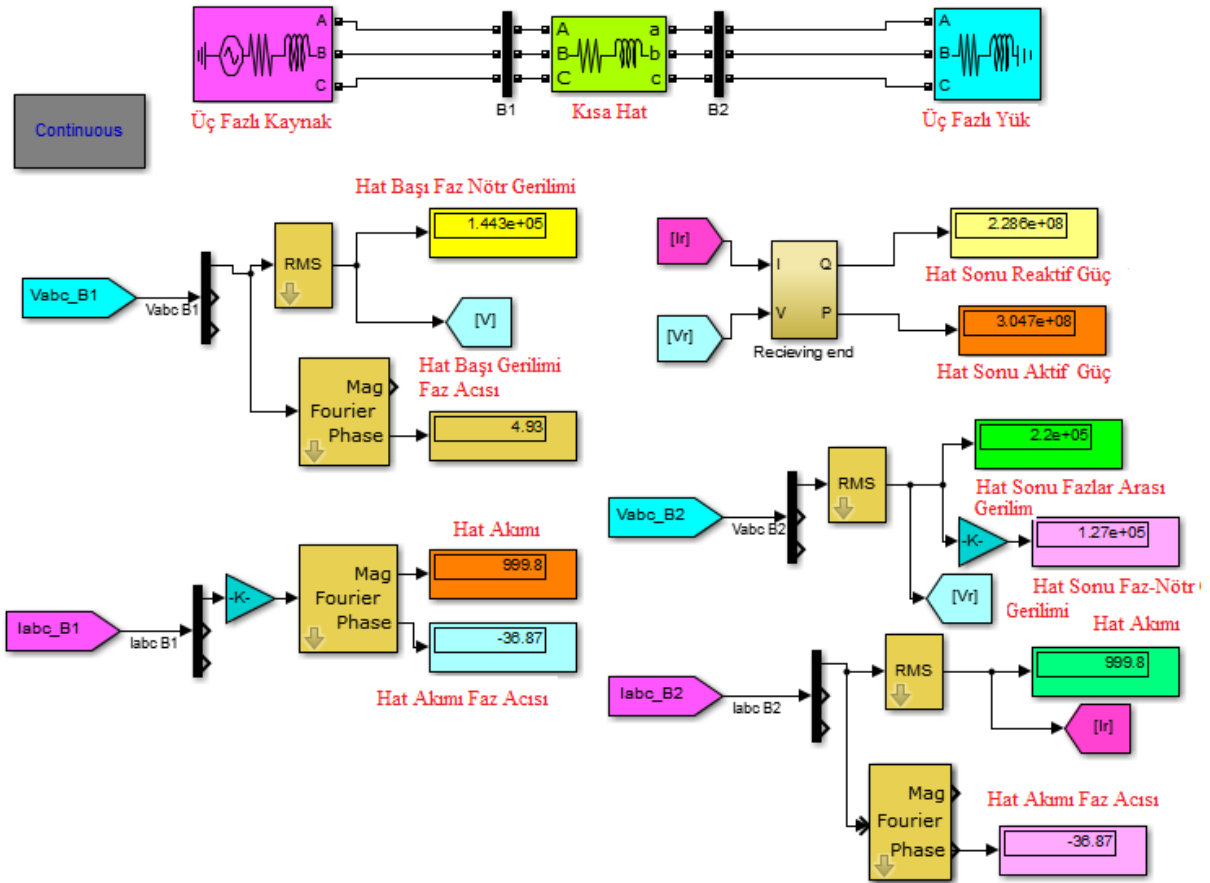 A
B
C
Üç Fazlı Kaynak
B1
A
B
C
a
b
c
Kısa Hat
B2
A
B
C
Üç Fazlı Yük
Continuous
Hat Başı Faz Nötr Gerilimi
1.443e+05
RMS
Vabc_B1
Vabc B1
[V]
Hat Başı Gerilimi
Faz Acısı
Mag
Fourier
Phase
4.93
[Ir]
[Vr]
I
V
Q
P
Recieving end
2.286e+08
Hat Sonu Reaktif Güç
3.047e+08
Hat Sonu Aktif Güç
Vabc_B2
Vabc B2
RMS
2.2e+05
Hat Sonu Fazlar Arası
Gerilim
-K-
1.27e+05
[Vr]
Hat Sonu Faz-Nötr
Gerilimi
Hat Akımı
999.8
Iabc_B1
Iabc B1
-K-
Mag
Fourier
Phase
-36.87
Hat Akımı Faz Acısı
Hat Akımı
999.8
Iabc_B2
Iabc B2
RMS
[Ir]
Mag
Fourier
Phase
Hat Akımı Faz Acısı
-36.87